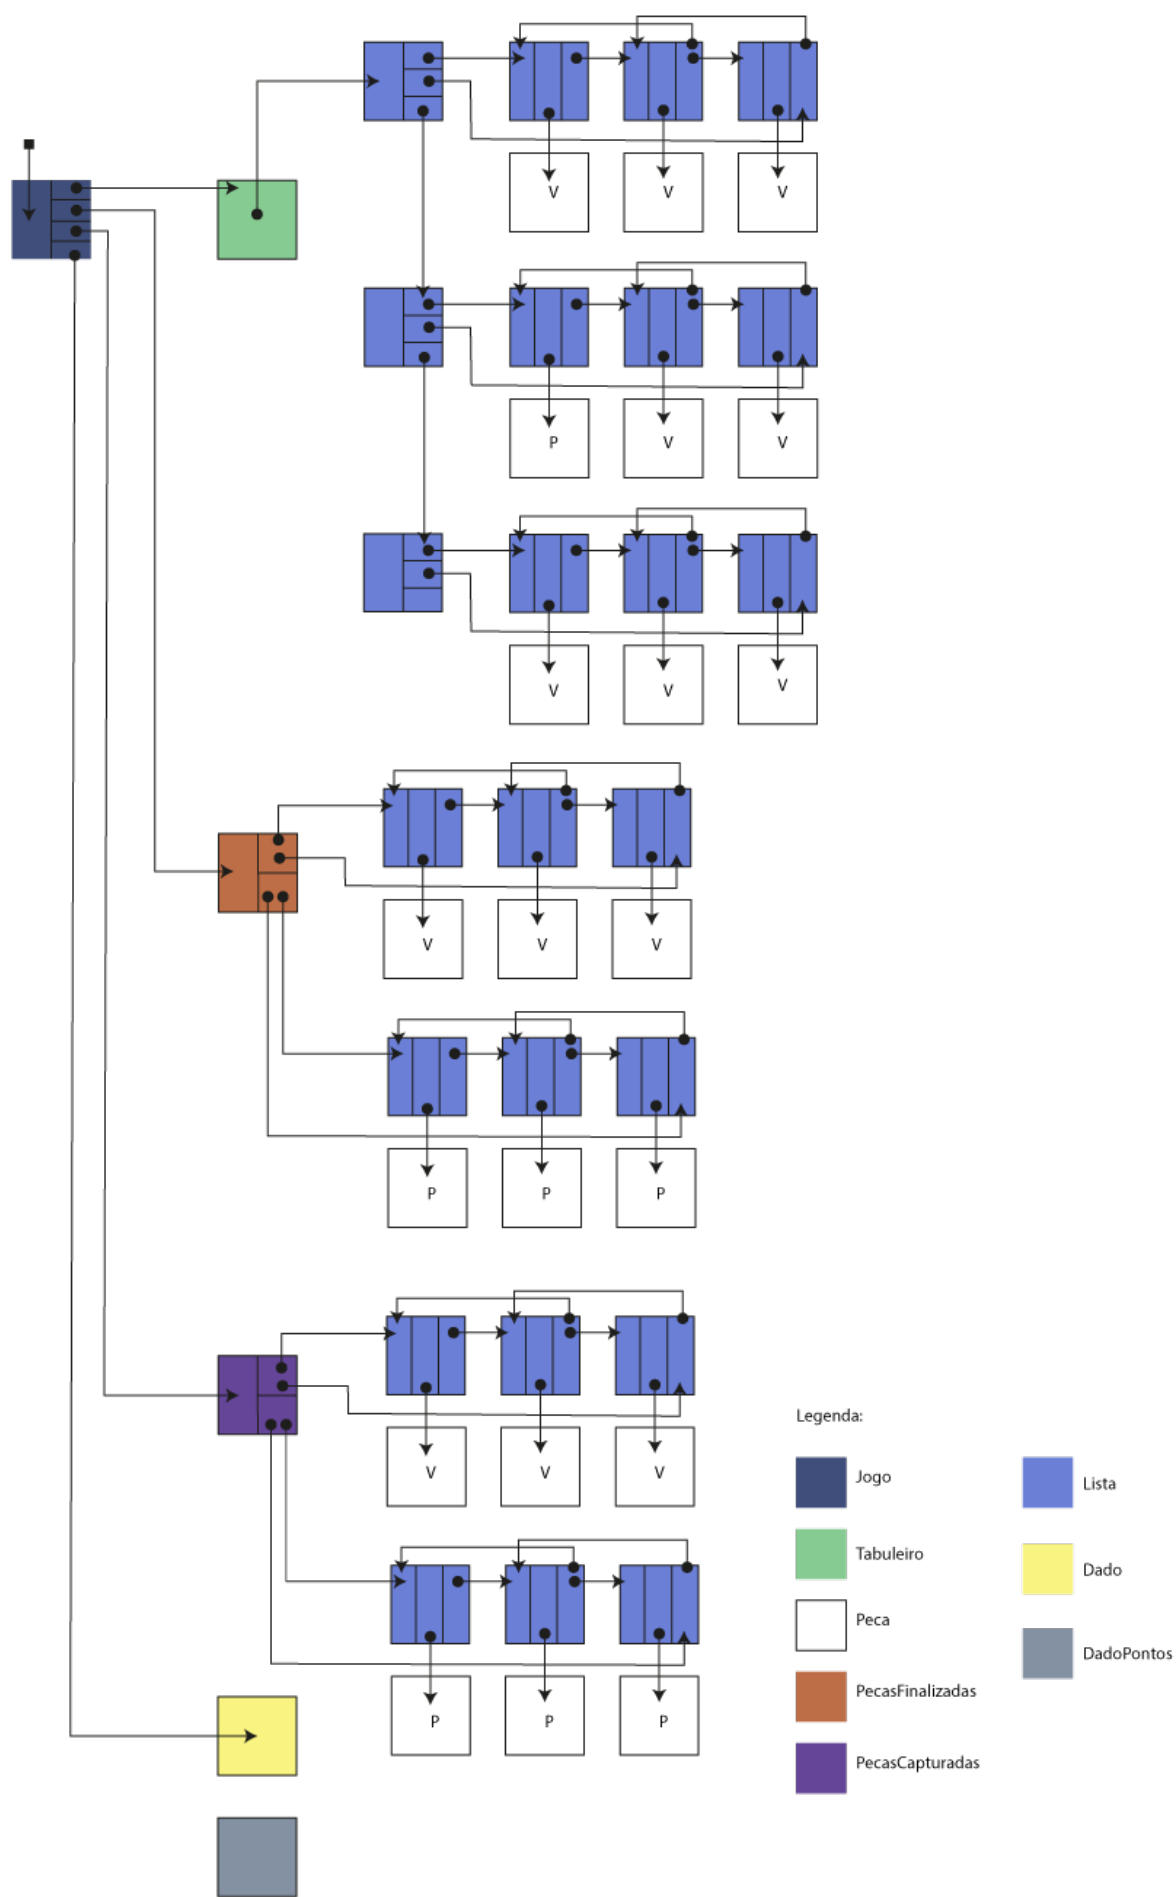 V V V
P V V
V V V
V V V
P P P
V V V
P P P
Legenda:
Jogo
Lista
Tabuleiro
Dado
Peca
DadoPontos
PecasFinalizadas
PecasCapturadas